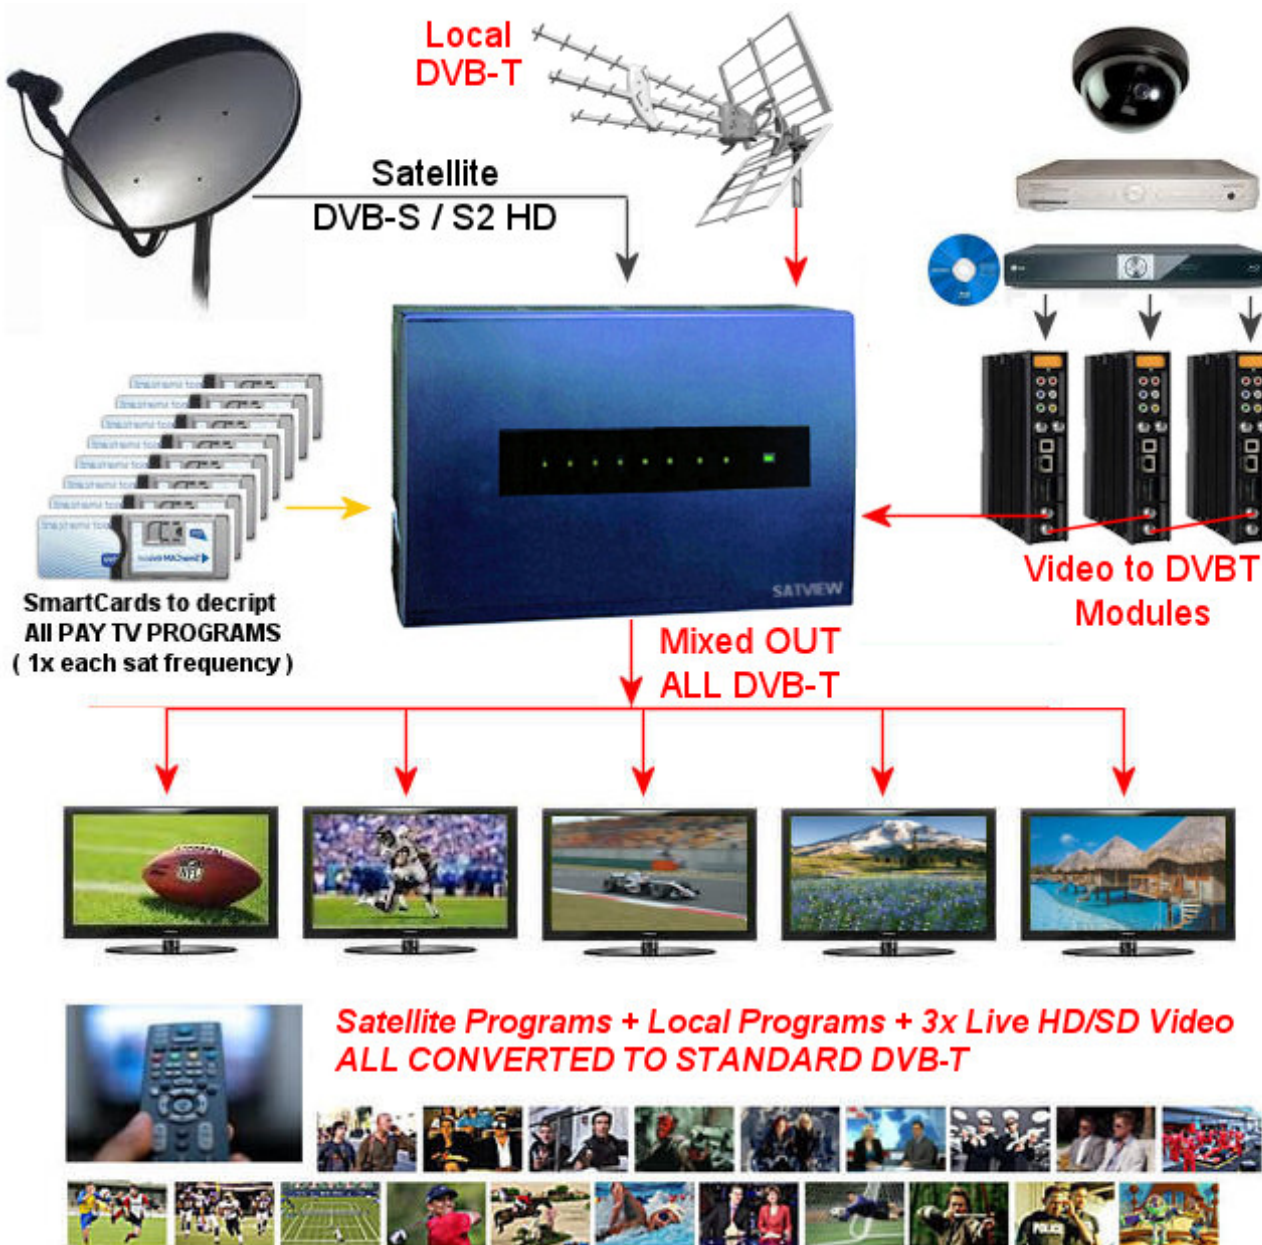 Local
DVB-T
Satellite
DVB-S / S2 HD
SATVIEW
SmartCards to decript
All PAY TV PROGRAMS
( 1x each sat frequency )
Video to DVBT
Modules
Mixed OUT
ALL DVB-T
NFL
Satellite Programs + Local Programs + 3x Live HD/SD Video
ALL CONVERTED TO STANDARD DVB-T
POLICE